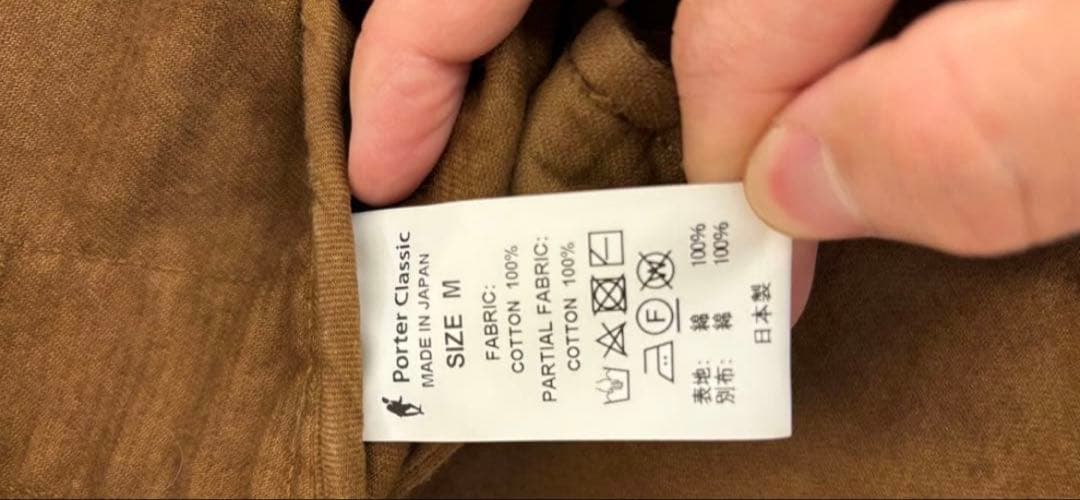 Porter Classic
MADE IN JAPAN
SIZE M
FABRIC:
COTTON 100%
PARTIAL FABRIC:
COTTON 100%
F
W
表地: 綿 100%
別布: 綿 100%
日本製